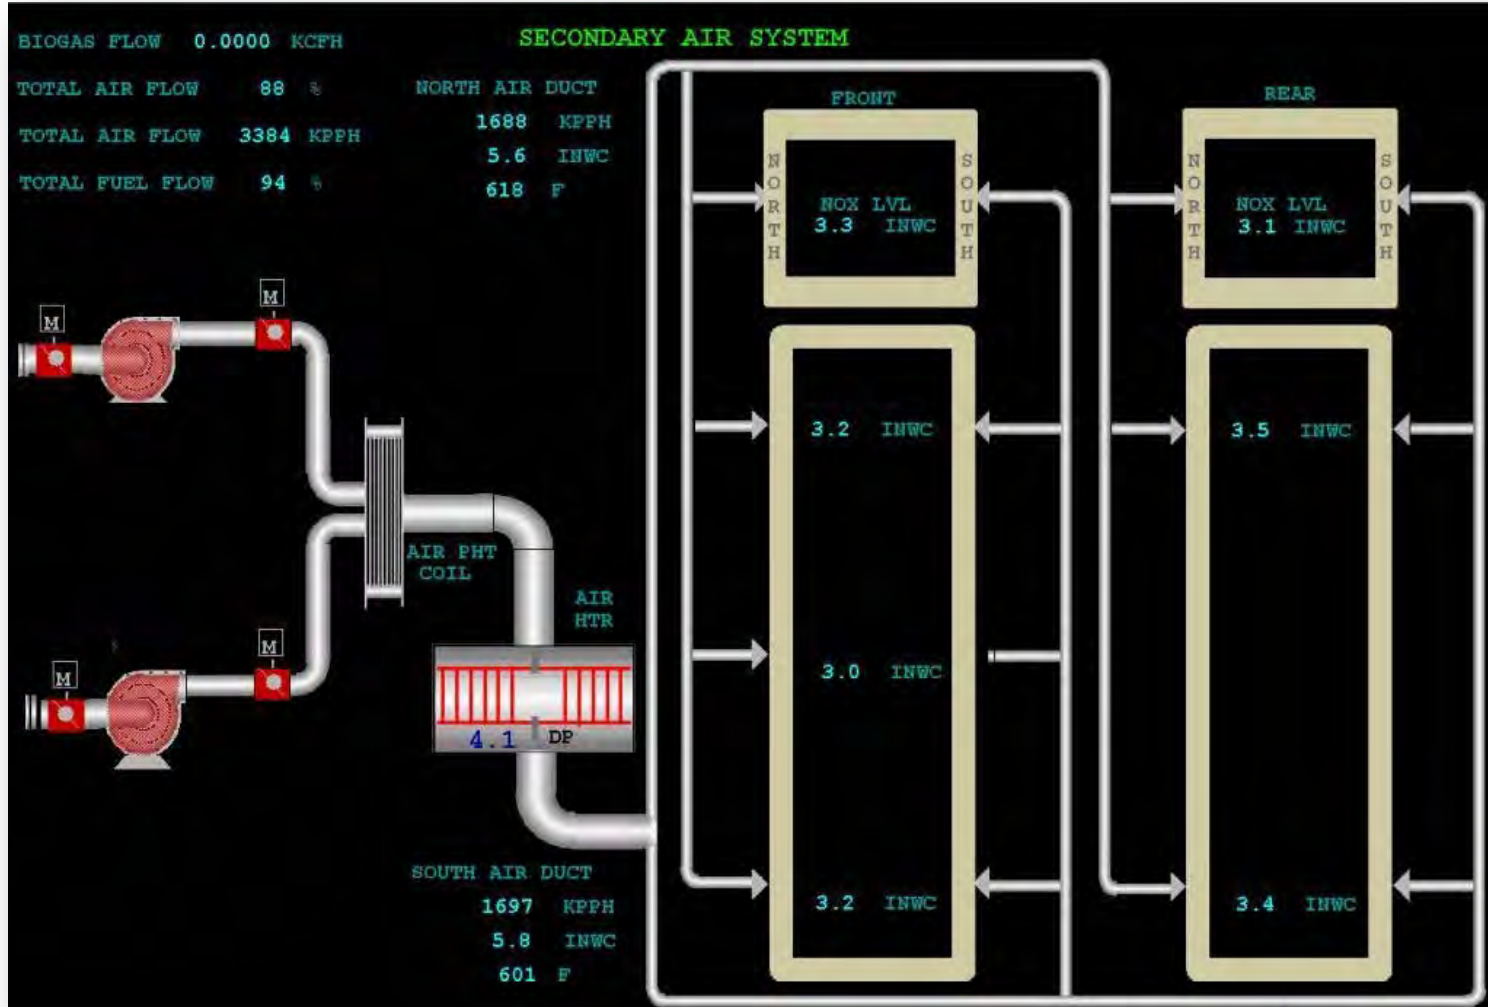 SECONDARY AIR SYSTEM
BIOGAS FLOW 0.0000 KCFH
TOTAL AIR FLOW 88 %
TOTAL AIR FLOW 3384 KPPH
TOTAL FUEL FLOW 94 %
NORTH AIR DUCT
1688 KPPH
5.6 INWC
618 F
FRONT
NORTH
SOUTH
NOX LVL
3.3 INWC
REAR
NORTH
SOUTH
NOX LVL
3.1 INWC
M
M
M
M
AIR PHT
COIL
AIR
HTR
4.1 DP
3.2 INWC
3.0 INWC
3.2 INWC
3.5 INWC
3.4 INWC
SOUTH AIR DUCT
1697 KPPH
5.8 INWC
601 F